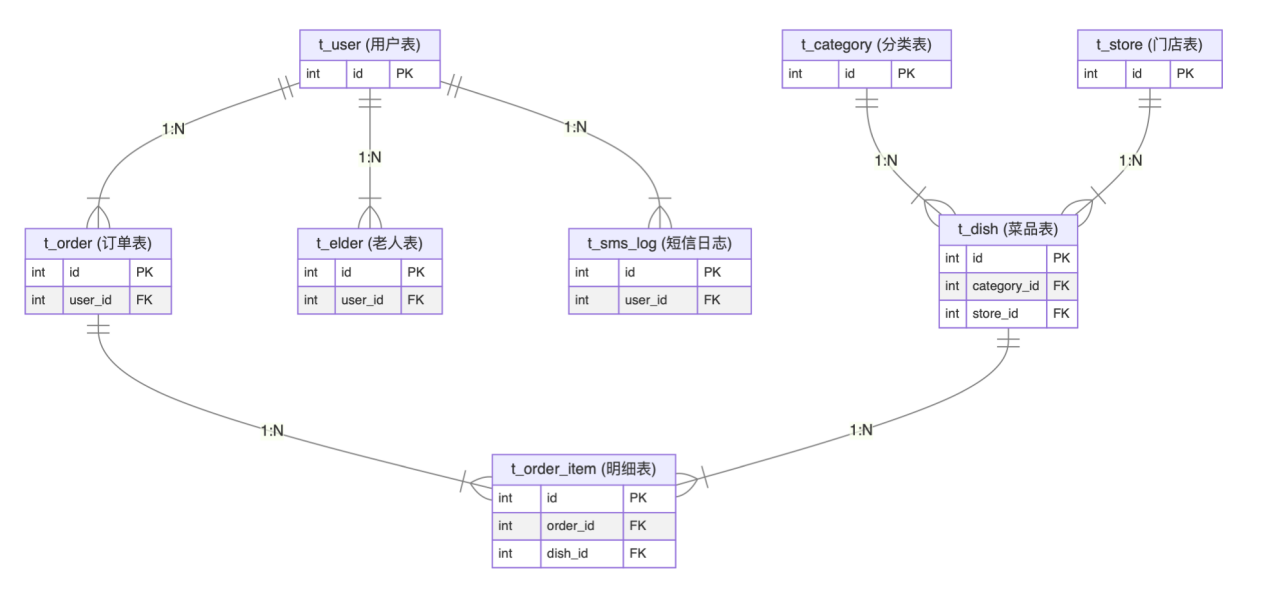 t_user (用户表)
int id PK
t_category (分类表)
int id PK
t_store (门店表)
int id PK
1:N
1:N
1:N
1:N
1:N
t_order (订单表)
int id PK
int user_id FK
t_elder (老人表)
int id PK
int user_id FK
t_sms_log (短信日志)
int id PK
int user_id FK
t_dish (菜品表)
int id PK
int category_id FK
int store_id FK
1:N
1:N
t_order_item (明细表)
int id PK
int order_id FK
int dish_id FK